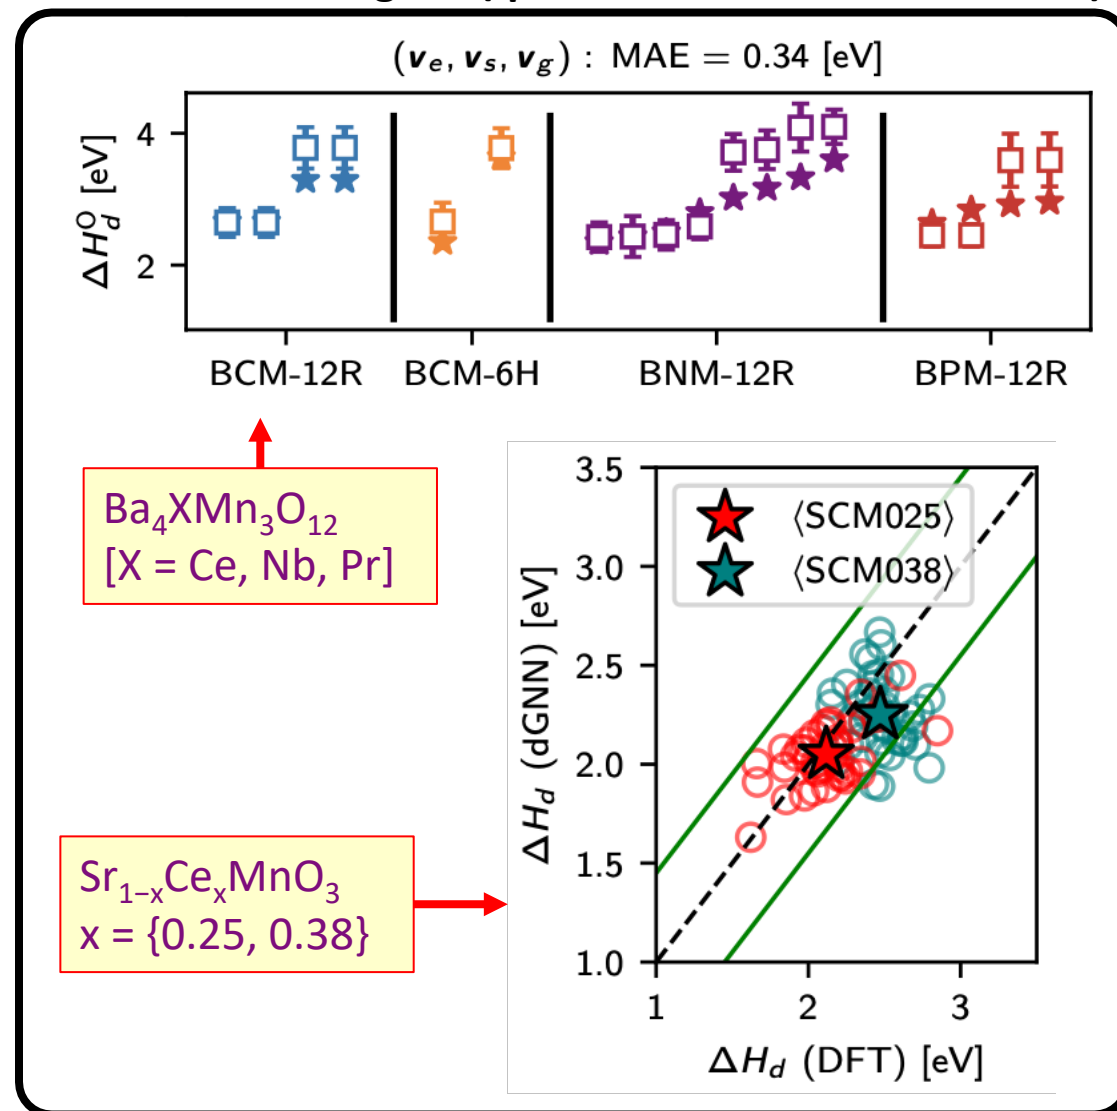 (v_e, v_s, v_g) : MAE = 0.34 [eV]
ΔH_d^O [eV]
4
2
BCM-12R BCM-6H BNM-12R BPM-12R
Ba₄XMn₃O₁₂
[X = Ce, Nb, Pr]
Sr₁₋ₓCeₓMnO₃
x = {0.25, 0.38}
ΔH_d (dGNN) [eV]
3.5
3.0
2.5
2.0
1.5
1.0
⟨SCM025⟩
⟨SCM038⟩
1 2 3
ΔH_d (DFT) [eV]